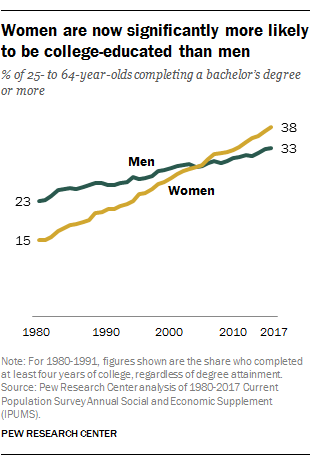 Women are now significantly more likely
to be college-educated than men
% of 25- to 64-year-olds completing a bachelor's degree
or more
38
Men
33
Women
23
15
1980 1990 2000 2010 2017
Note: For 1980-1991, figures shown are the share who completed
at least four years of college, regardless of degree attainment.
Source: Pew Research Center analysis of 1980-2017 Current
Population Survey Annual Social and Economic Supplement
(IPUMS).
PEW RESEARCH CENTER